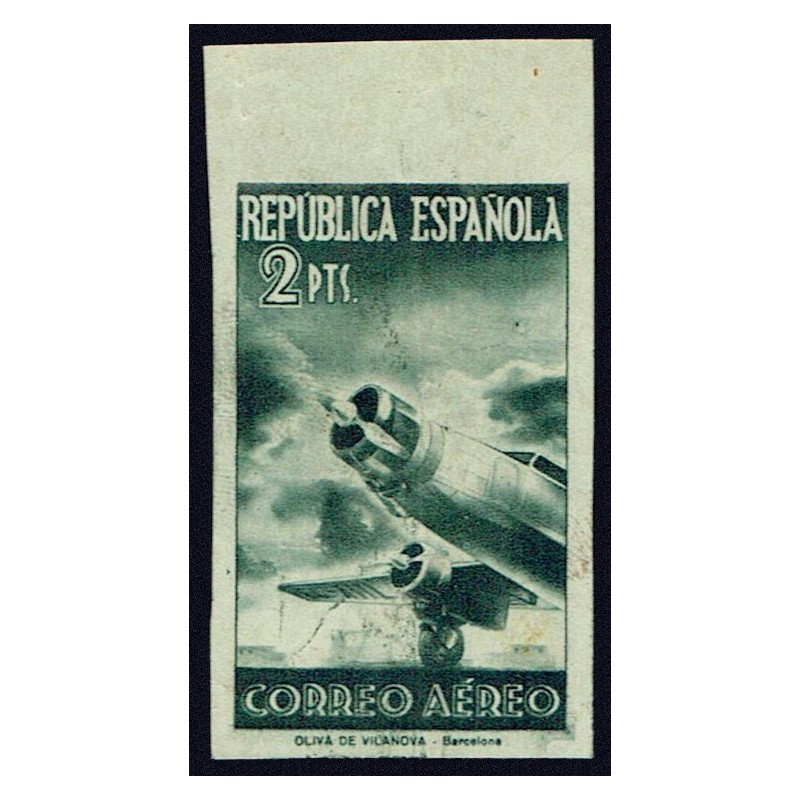 REPÚBLICA ESPAÑOLA
2 PTS.
CORREO AÉREO
OLIVA DE VILANOVA - Barcelona